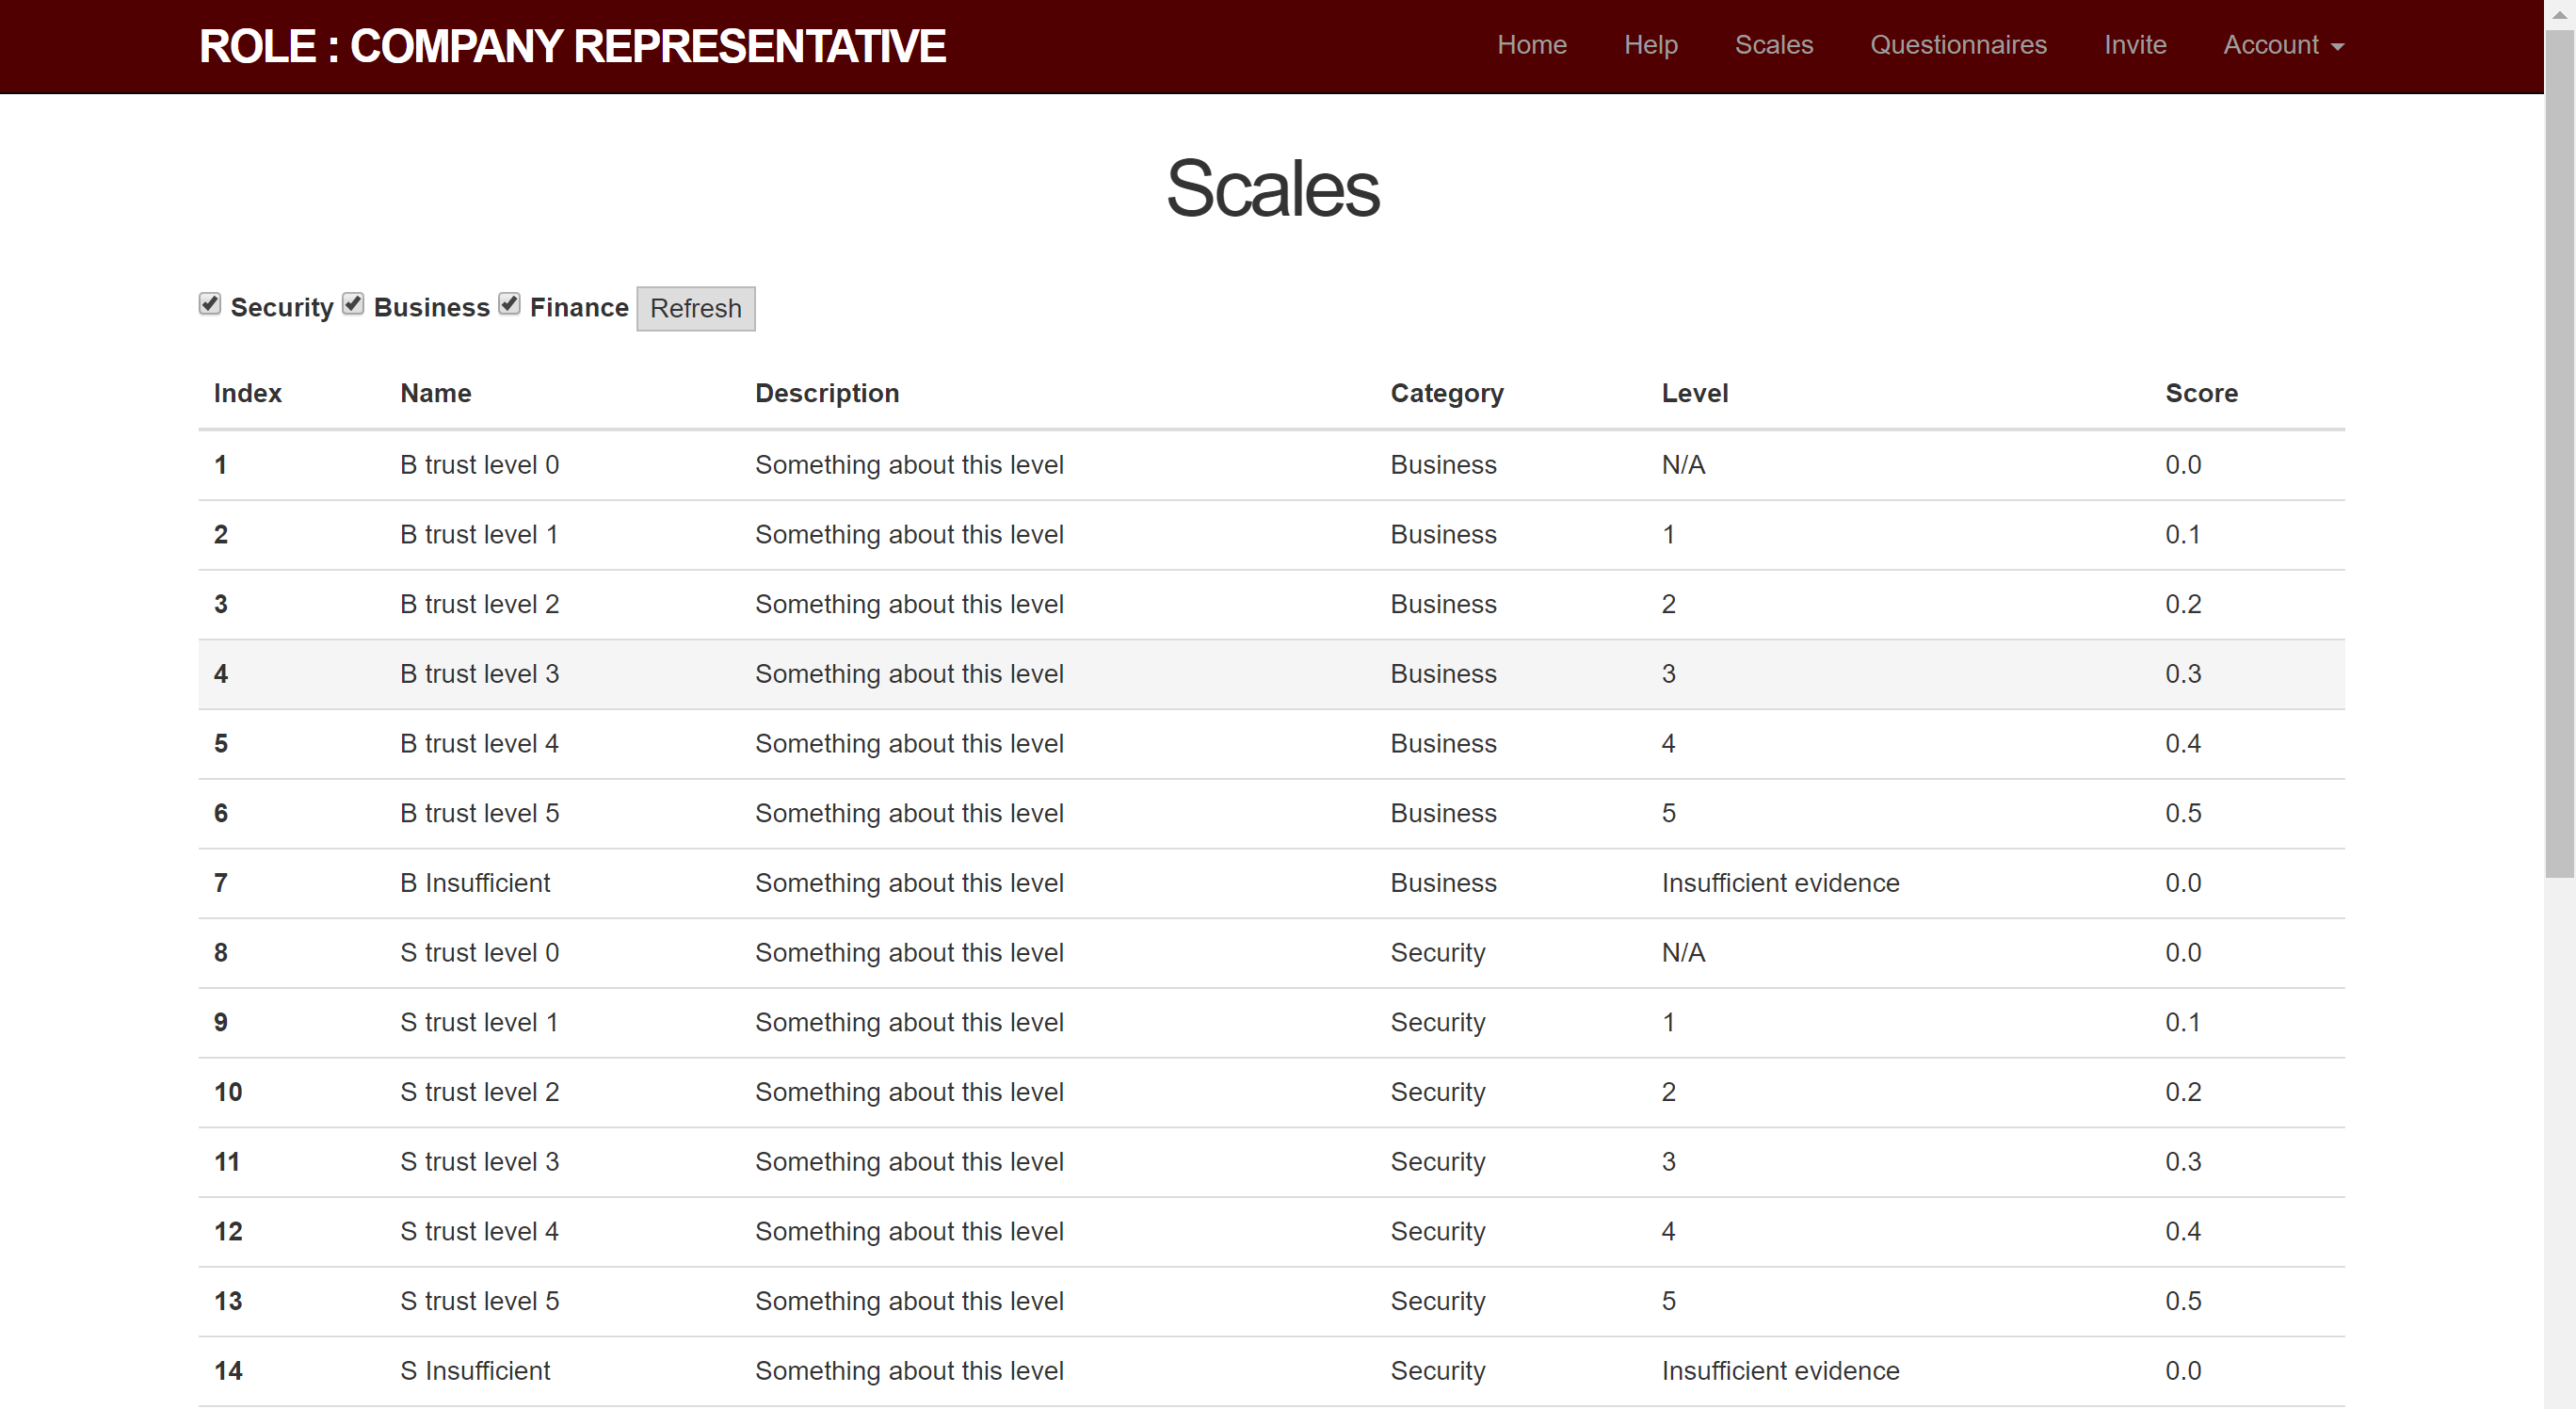 ROLE : COMPANY REPRESENTATIVE Home Help Scales Questionnaires Invite Account
Scales
Security Business Finance Refresh
Index Name Description Category Level Score
1 B trust level 0 Something about this level Business N/A 0.0
2 B trust level 1 Something about this level Business 1 0.1
3 B trust level 2 Something about this level Business 2 0.2
4 B trust level 3 Something about this level Business 3 0.3
5 B trust level 4 Something about this level Business 4 0.4
6 B trust level 5 Something about this level Business 5 0.5
7 B Insufficient Something about this level Business Insufficient evidence 0.0
8 S trust level 0 Something about this level Security N/A 0.0
9 S trust level 1 Something about this level Security 1 0.1
10 S trust level 2 Something about this level Security 2 0.2
11 S trust level 3 Something about this level Security 3 0.3
12 S trust level 4 Something about this level Security 4 0.4
13 S trust level 5 Something about this level Security 5 0.5
14 S Insufficient Something about this level Security Insufficient evidence 0.0